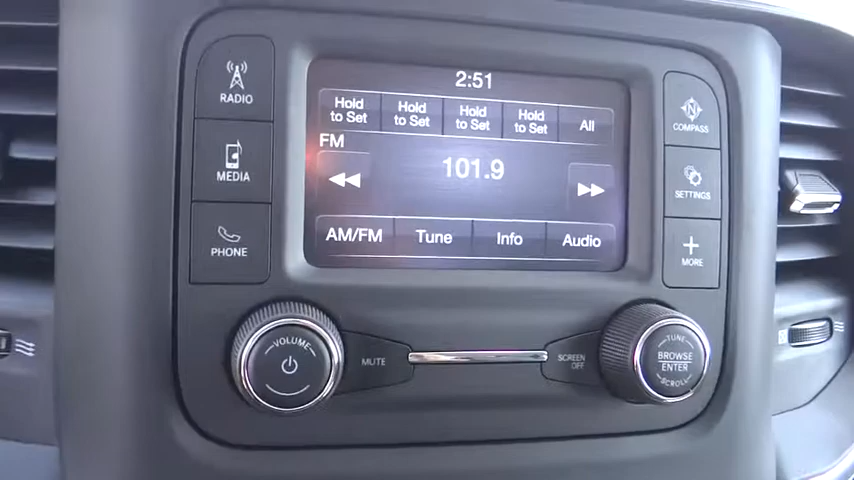 2:51
Hold
to Set
Hold
to Set
Hold
to Set
Hold
to Set
All
FM
101.9
AM/FM
Tune
Info
Audio
RADIO
MEDIA
PHONE
N
COMPASS
SETTINGS
MORE
VOLUME
MUTE
SCREEN
OFF
TUNE
BROWSE
ENTER
SCROLL